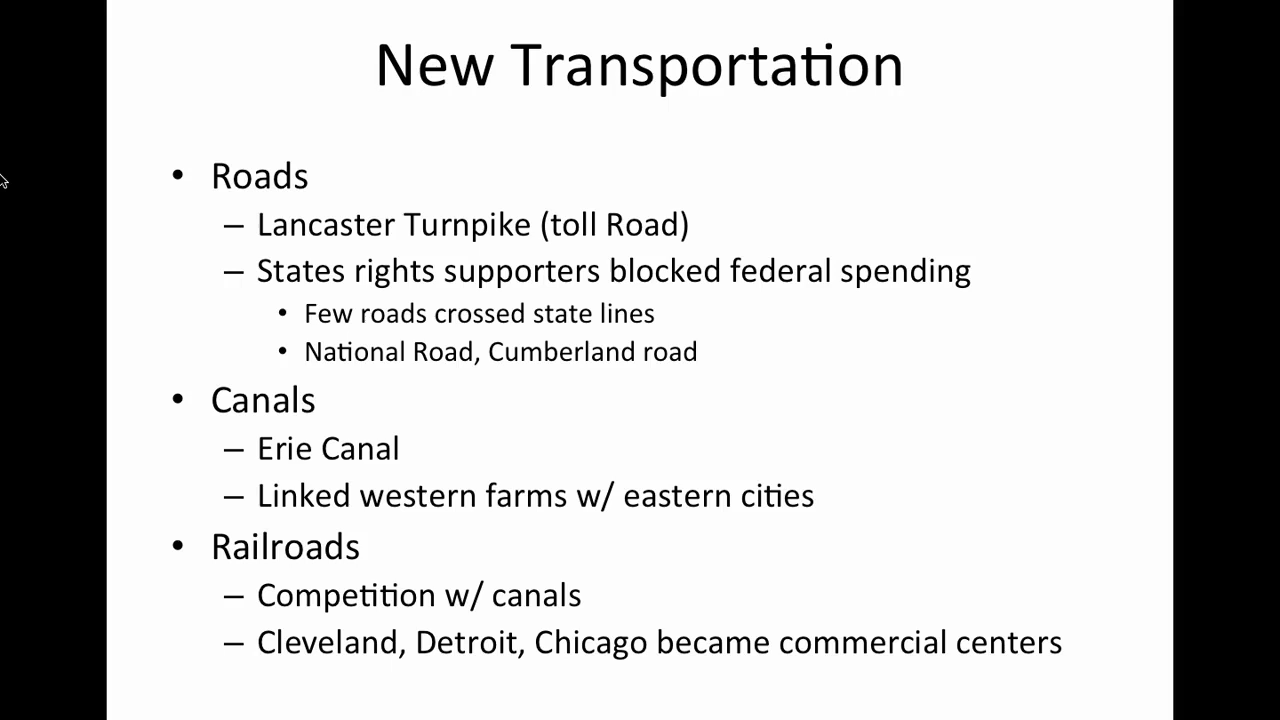 New Transportation
• Roads
– Lancaster Turnpike (toll Road)
– States rights supporters blocked federal spending
• Few roads crossed state lines
• National Road, Cumberland road
• Canals
– Erie Canal
– Linked western farms w/ eastern cities
• Railroads
– Competition w/ canals
– Cleveland, Detroit, Chicago became commercial centers